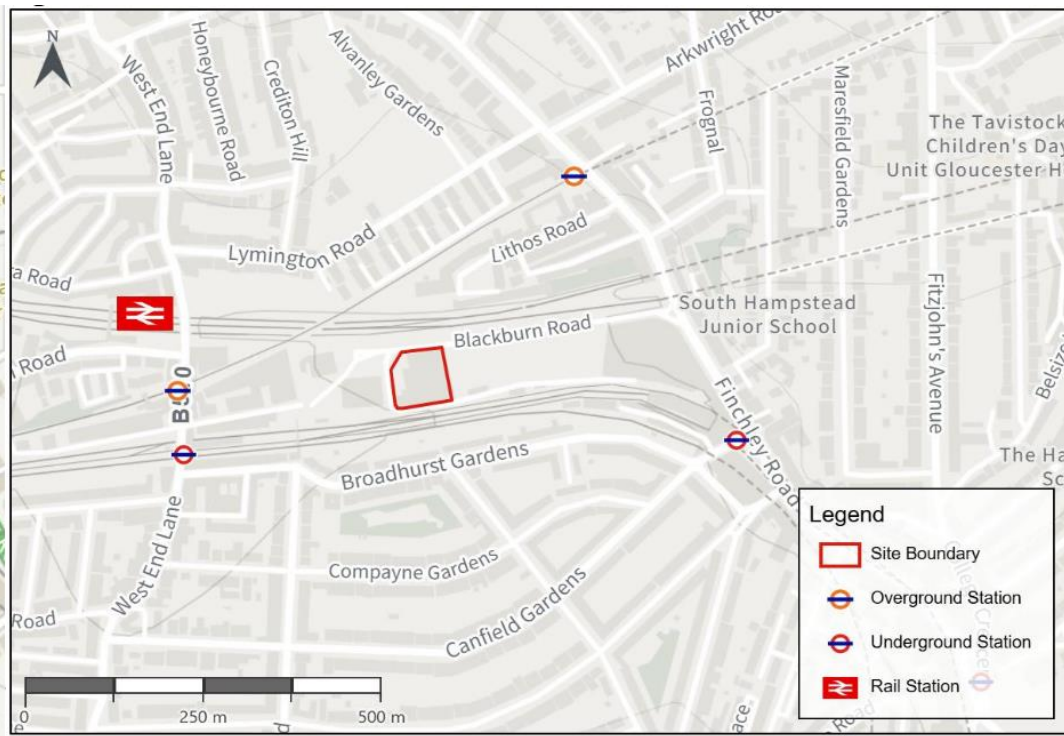 N
West End Lane
Honeybourne Road
Crediton Hill
Alvanley Gardens
Arkwright Ro
Frognal
Maresfield Gardens
The Tavistock
Children's Day
Unit Gloucester H
Lymington Road
Lithos Road
Road
South Hampstead
Junior School
Fitzjohn's Avenue
Blackburn Road
Road
Finchley Road
Broadhurst Gardens
The Ha
Sc
West End Lane
Compayne Gardens
Canfield Gardens
Road
Legend
Site Boundary
Overground Station
Underground Station
Rail Station
0
250 m
500 m